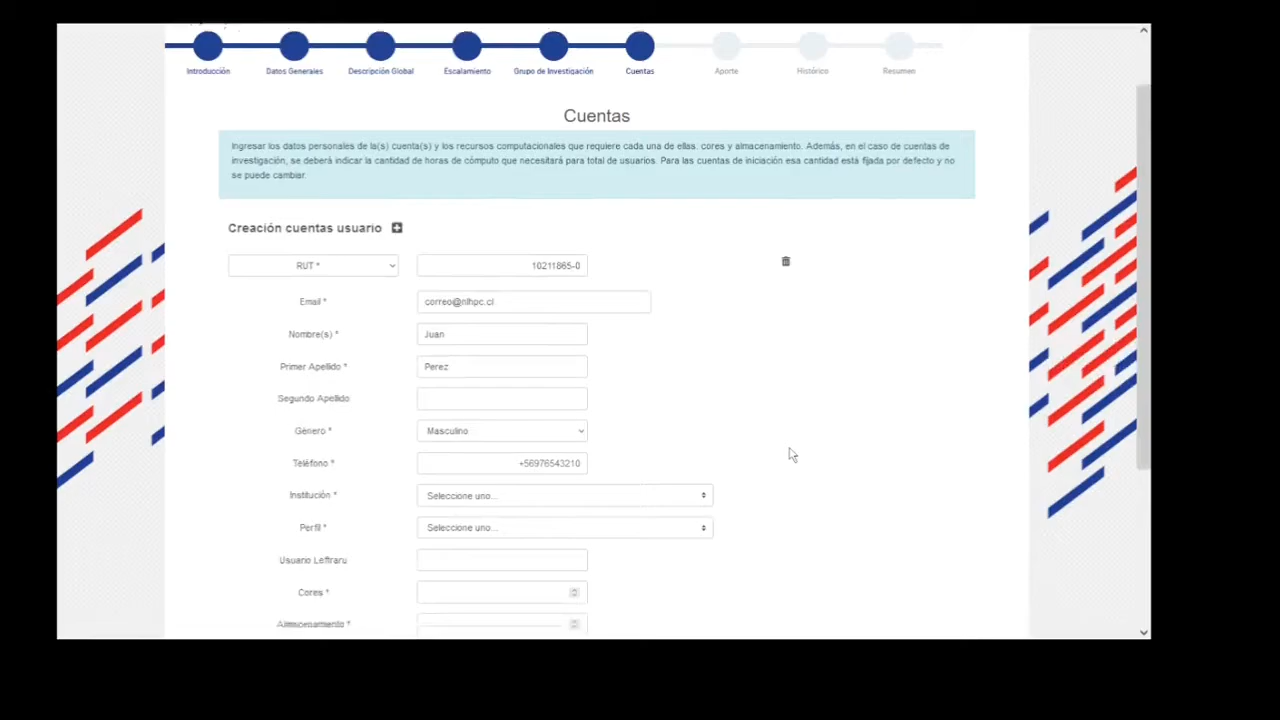 Introducción Datos Generales Descripción Global Escalamiento Grupo de Investigación Cuentas Aporte Histórico Resumen
Cuentas
Ingresar los datos personales de la(s) cuenta(s) y los recursos computacionales que requiere cada una de ellas. cores y almacenamiento. Además, en el caso de cuentas de
investigación, se deberá indicar la cantidad de horas de cómputo que necesitará para total de usuarios. Para las cuentas de iniciación esa cantidad está fijada por defecto y no
se puede cambiar.
Creación cuentas usuario
RUT * 10211865-0
Email * correo@nlhpc.cl
Nombre(s) * Juan
Primer Apellido * Perez
Segundo Apellido
Género * Masculino
Teléfono * +56976543210
Institución * Seleccione uno...
Perfil * Seleccione uno...
Usuario Leftraru
Cores *
Almacenamiento *